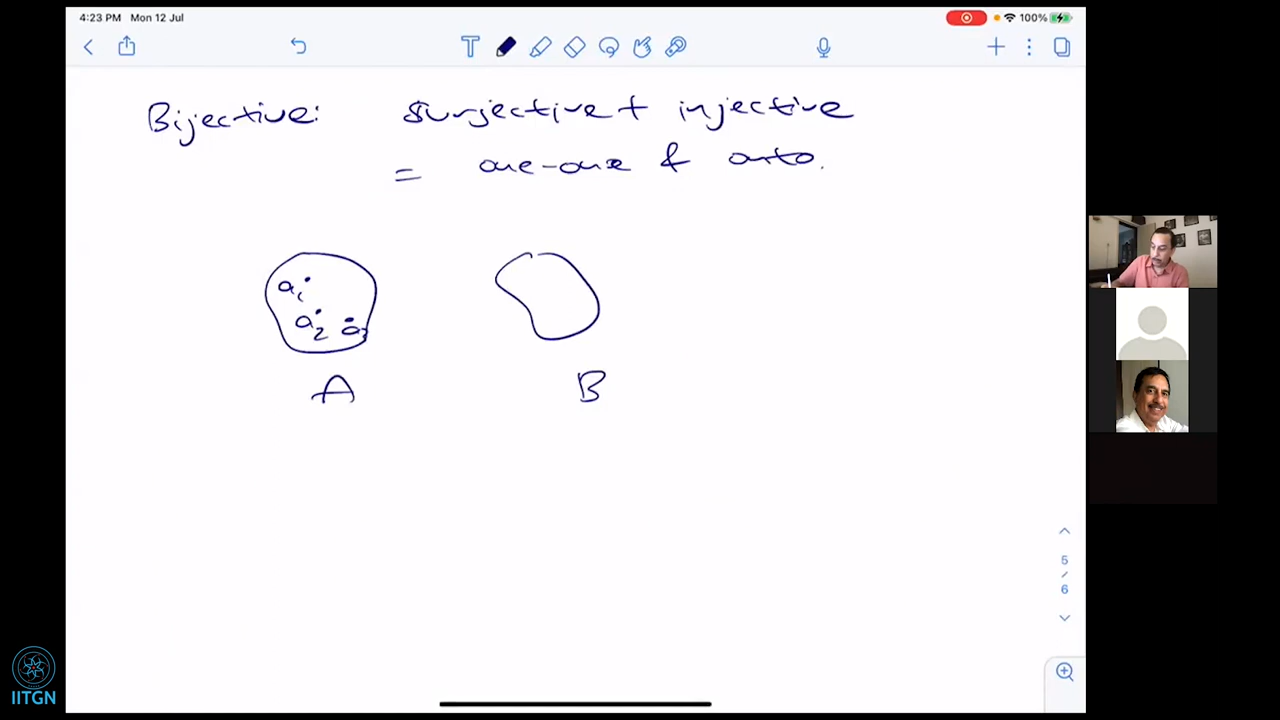 4:23 PM Mon 12 Jul
100%
Bijective: Surjective + injective
= one-one & onto.
a1
a2 a3
A B
5
/
6
IITGN